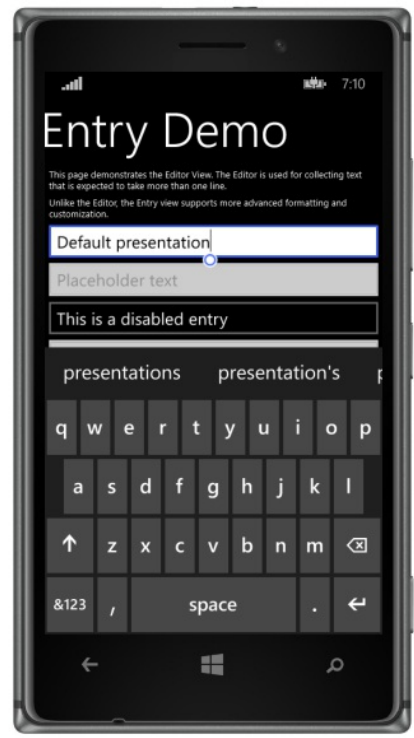 7:10
Entry Demo
This page demonstrates the Editor View. The Editor is used for collecting text
that is expected to take more than one line.
Unlike the Editor, the Entry view supports more advanced formatting and
customization.
Default presentation
Placeholder text
This is a disabled entry
presentations presentation's
q w e r t y u i o p
a s d f g h j k l
z x c v b n m
&123 , space .